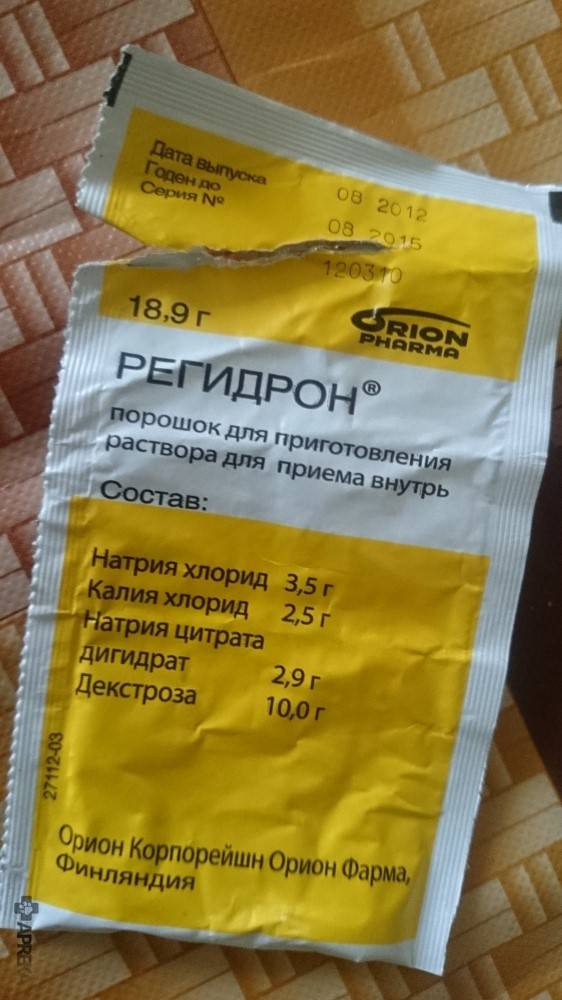 Дата выпуска 08 2012
Годен до 08 2015
Серия № 120310
18,9 г
ORION
PHARMA
РЕГИДРОН®
порошок для приготовления
раствора для приема внутрь
Состав:
Натрия хлорид 3,5 г
Калия хлорид 2,5 г
Натрия цитрата
дигидрат 2,9 г
Декстроза 10,0 г
27112-03
Орион Корпорейшн Орион Фарма,
Финляндия